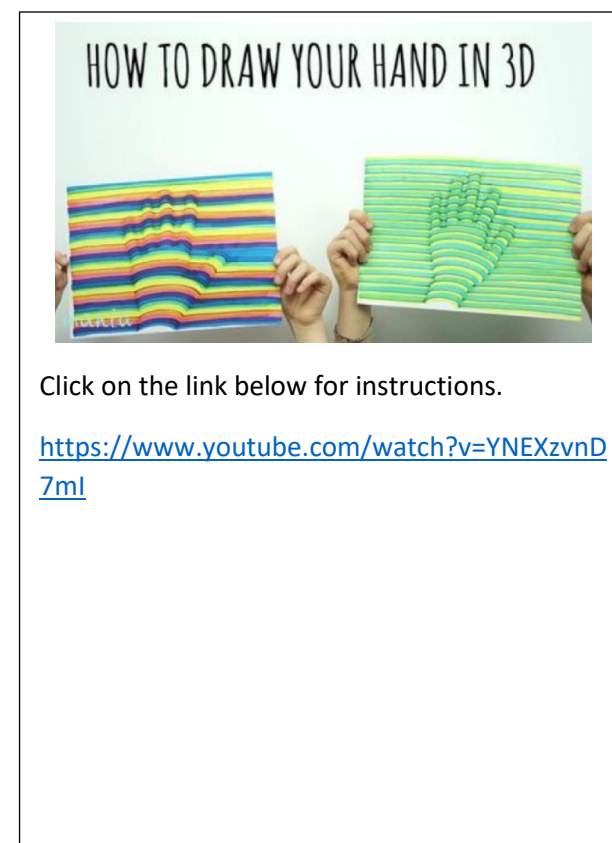 HOW TO DRAW YOUR HAND IN 3D
Click on the link below for instructions.
https://www.youtube.com/watch?v=YNEXzvnD
7mI